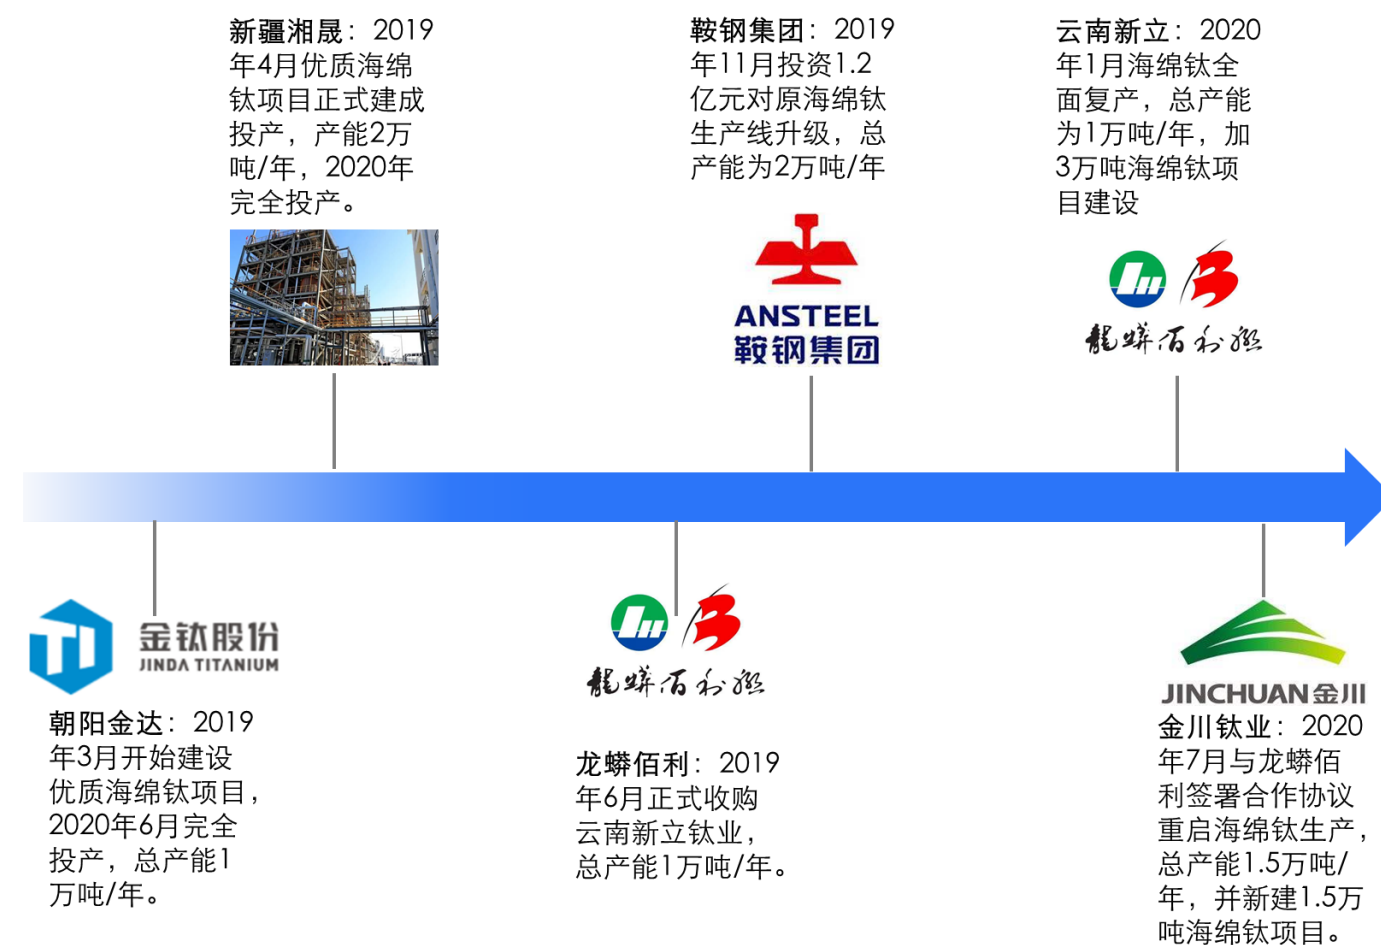 新疆湘晟：2019
年4月优质海绵
钛项目正式建成
投产，产能2万
吨/年，2020年
完全投产。
鞍钢集团：2019
年11月投资1.2
亿元对原海绵钛
生产线升级，总
产能为2万吨/年
ANSTEEL
鞍钢集团
云南新立：2020
年1月海绵钛全
面复产，总产能
为1万吨/年，加
3万吨海绵钛项
目建设
龍蟒佰利聯
TI
金钛股份
JINDA TITANIUM
朝阳金达：2019
年3月开始建设
优质海绵钛项目，
2020年6月完全
投产，总产能1
万吨/年。
龍蟒佰利聯
龙蟒佰利：2019
年6月正式收购
云南新立钛业，
总产能1万吨/年。
JINCHUAN金川
金川钛业：2020
年7月与龙蟒佰
利签署合作协议
重启海绵钛生产，
总产能1.5万吨/
年，并新建1.5万
吨海绵钛项目。